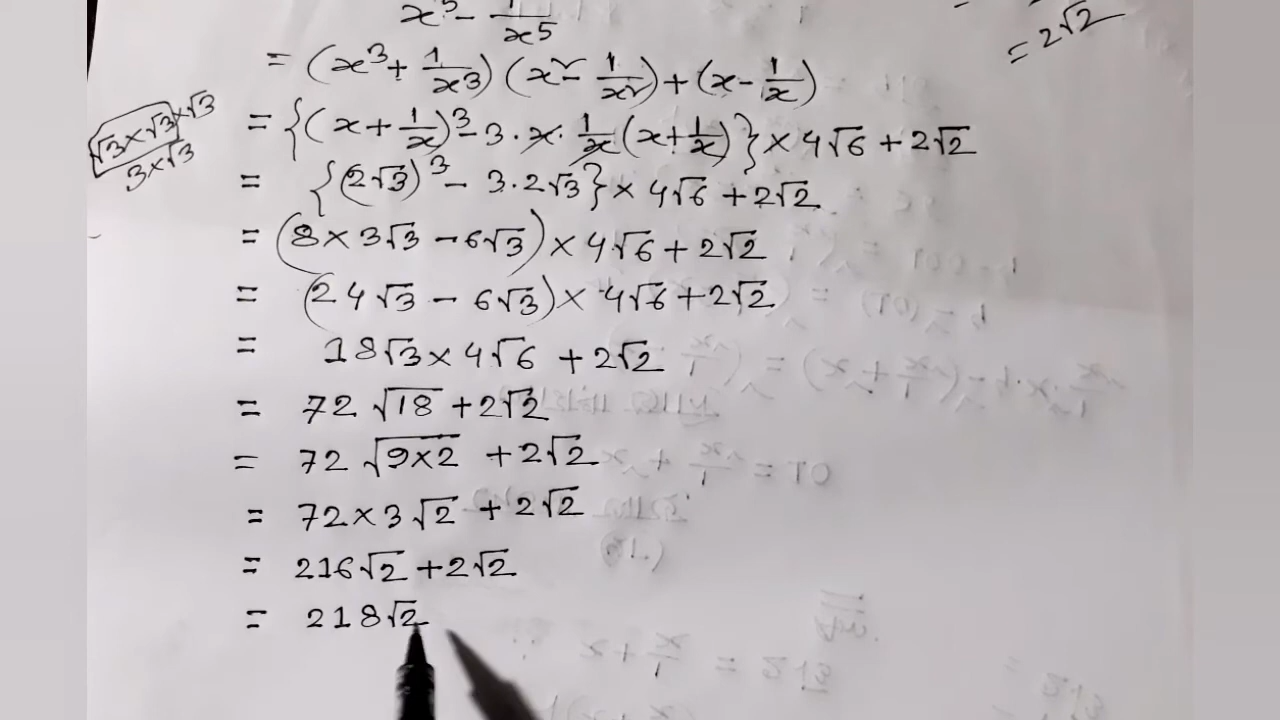 x⁵ - 1/x⁵
= 2√2
= (x³ + 1/x³) (x² - 1/x²) + (x - 1/x)
√3×√3×√3
3×√3
= {(x + 1/x)³ - 3 · x · 1/x (x + 1/x)} × 4√6 + 2√2
= {(2√3)³ - 3 · 2√3} × 4√6 + 2√2
= (8 × 3√3 - 6√3) × 4√6 + 2√2
= (24√3 - 6√3) × 4√6 + 2√2
= 18√3 × 4√6 + 2√2
= 72 √18 + 2√2
= 72 √9×2 + 2√2
= 72 × 3√2 + 2√2
= 216√2 + 2√2
= 218√2